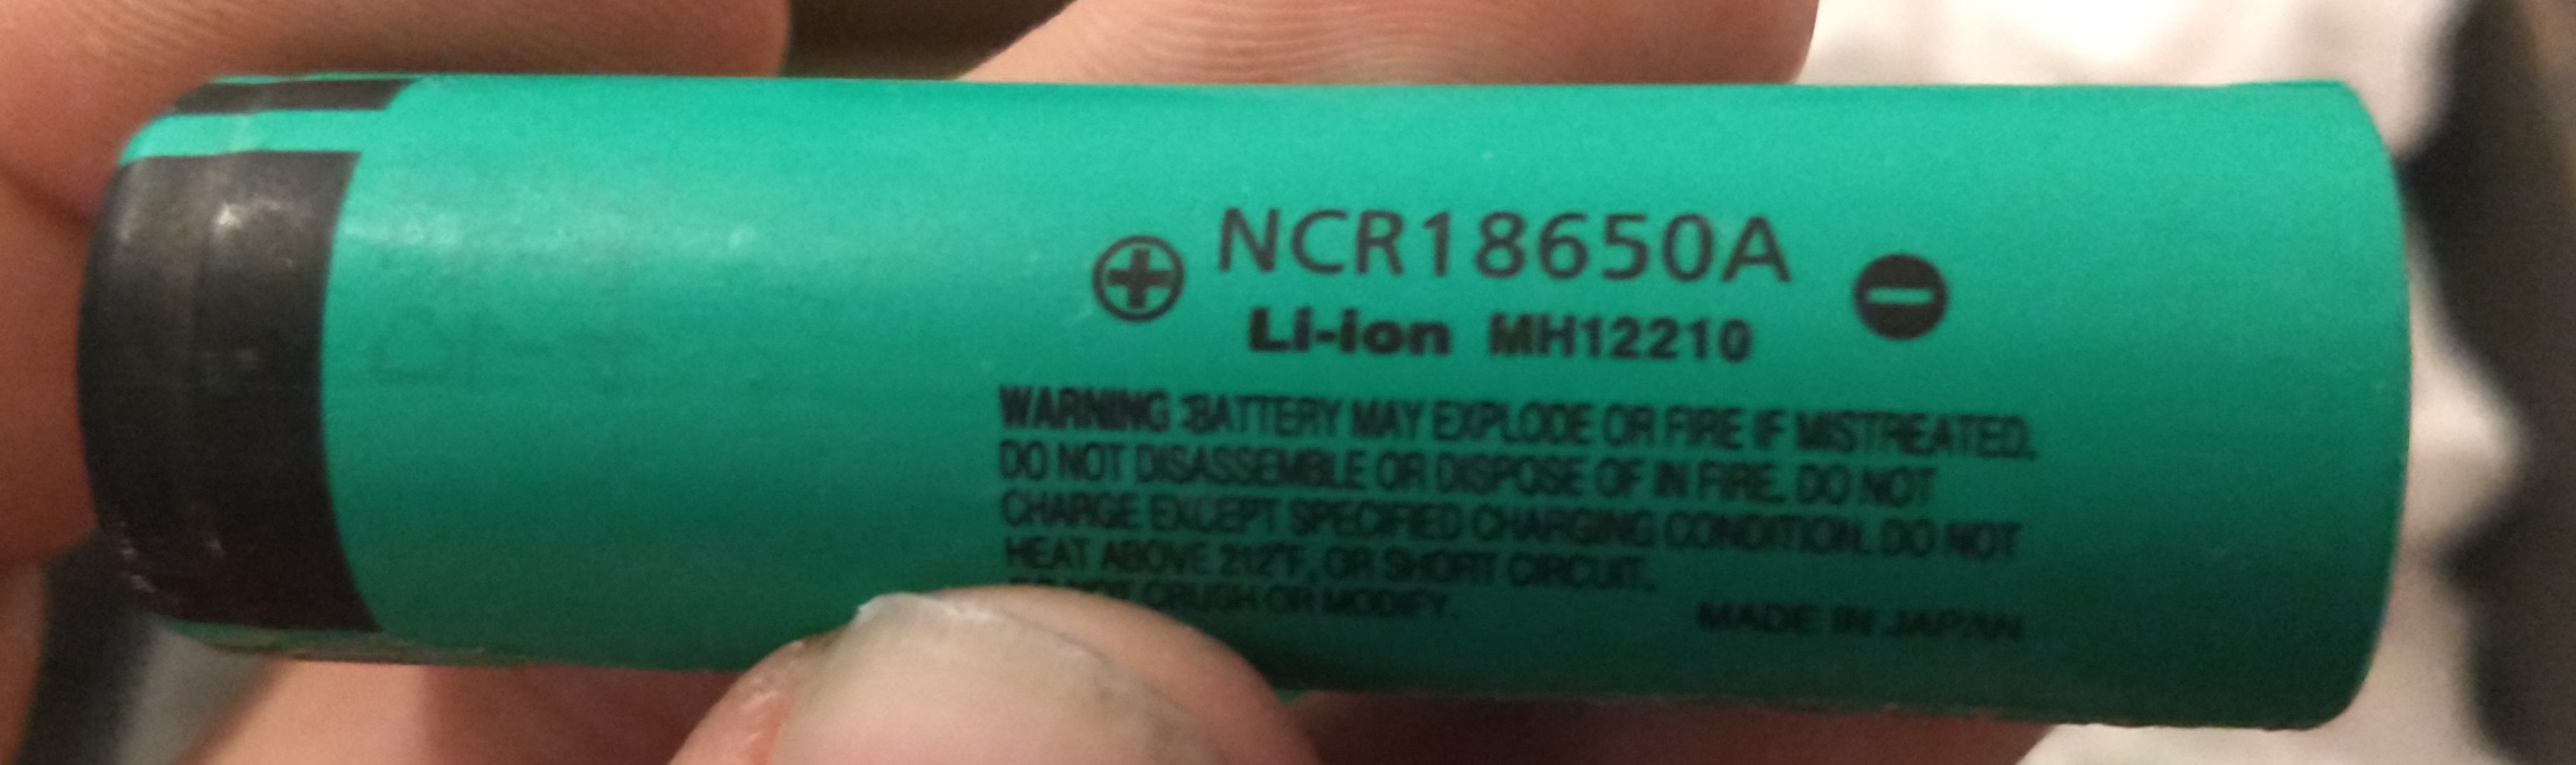 NCR18650A
Li-ion MH12210
WARNING :BATTERY MAY EXPLODE OR FIRE IF MISTREATED.
DO NOT DISASSEMBLE OR DISPOSE OF IN FIRE. DO NOT
CHARGE EXCEPT SPECIFIED CHARGING CONDITION. DO NOT
HEAT ABOVE 212°F, OR SHORT CIRCUIT.
NOT CRUSH OR MODIFY.
MADE IN JAPAN